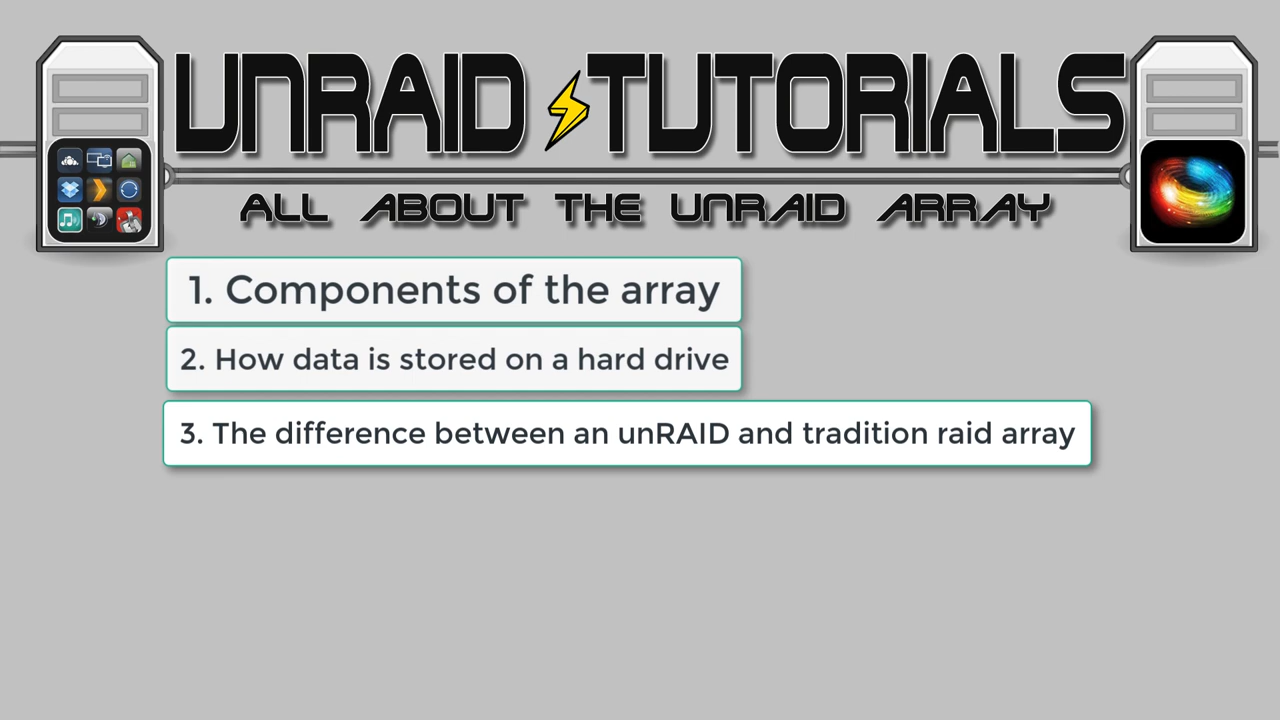 UNRAID TUTORIALS
ALL ABOUT THE UNRAID ARRAY
1. Components of the array
2. How data is stored on a hard drive
3. The difference between an unRAID and tradition raid array